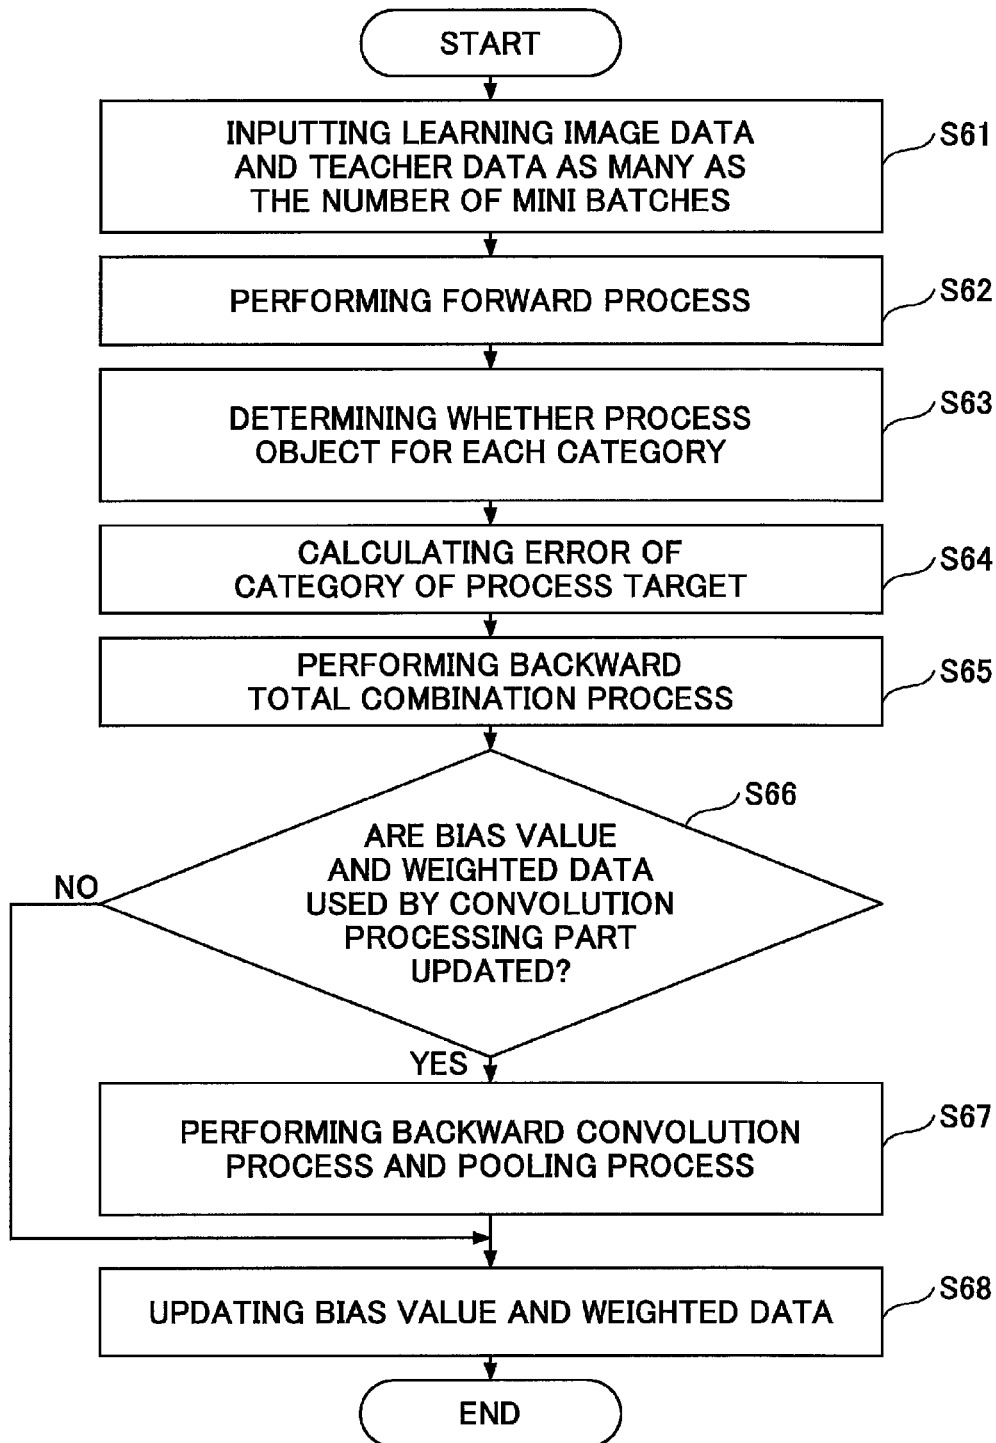 START
INPUTTING LEARNING IMAGE DATA
AND TEACHER DATA AS MANY AS
THE NUMBER OF MINI BATCHES
S61
PERFORMING FORWARD PROCESS
S62
DETERMINING WHETHER PROCESS
OBJECT FOR EACH CATEGORY
S63
CALCULATING ERROR OF
CATEGORY OF PROCESS TARGET
S64
PERFORMING BACKWARD
TOTAL COMBINATION PROCESS
S65
S66
ARE BIAS VALUE
AND WEIGHTED DATA
USED BY CONVOLUTION
PROCESSING PART
UPDATED?
NO
YES
PERFORMING BACKWARD CONVOLUTION
PROCESS AND POOLING PROCESS
S67
UPDATING BIAS VALUE AND WEIGHTED DATA
S68
END